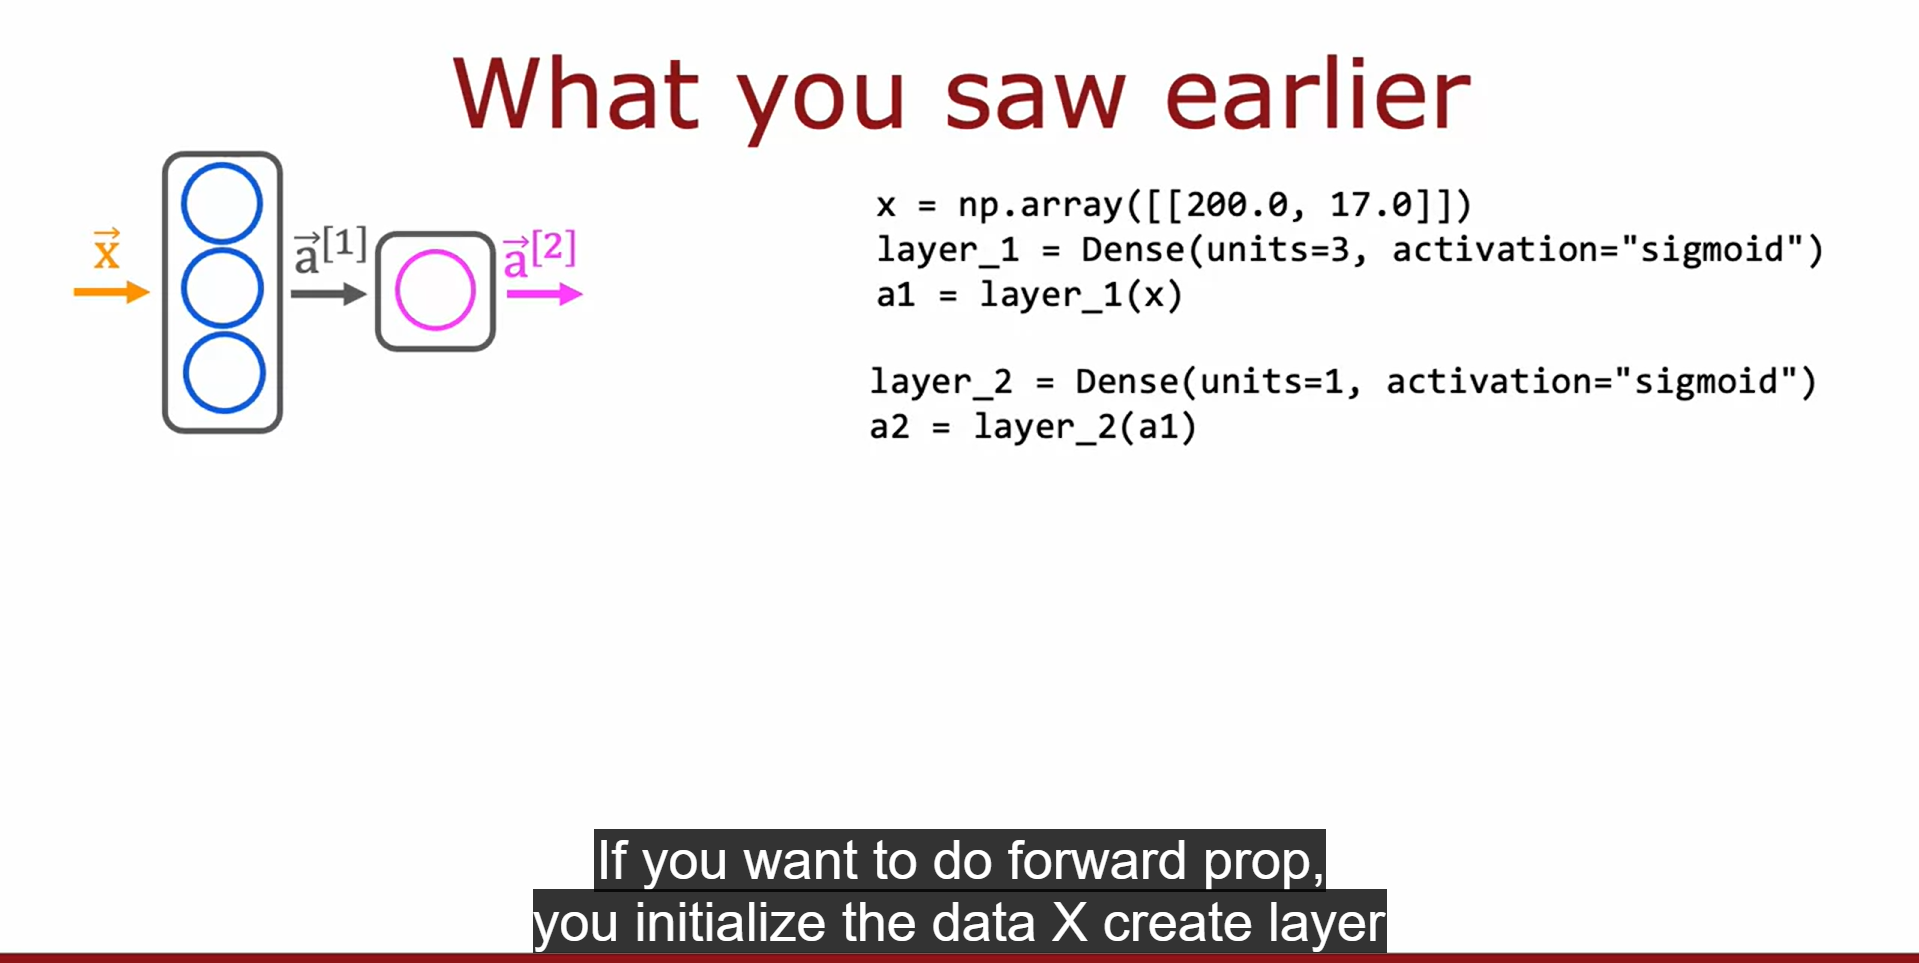 What you saw earlier
x⃗
a⃗[1]
a⃗[2]
x = np.array([[200.0, 17.0]])
layer_1 = Dense(units=3, activation="sigmoid")
a1 = layer_1(x)
layer_2 = Dense(units=1, activation="sigmoid")
a2 = layer_2(a1)
If you want to do forward prop,
you initialize the data X create layer